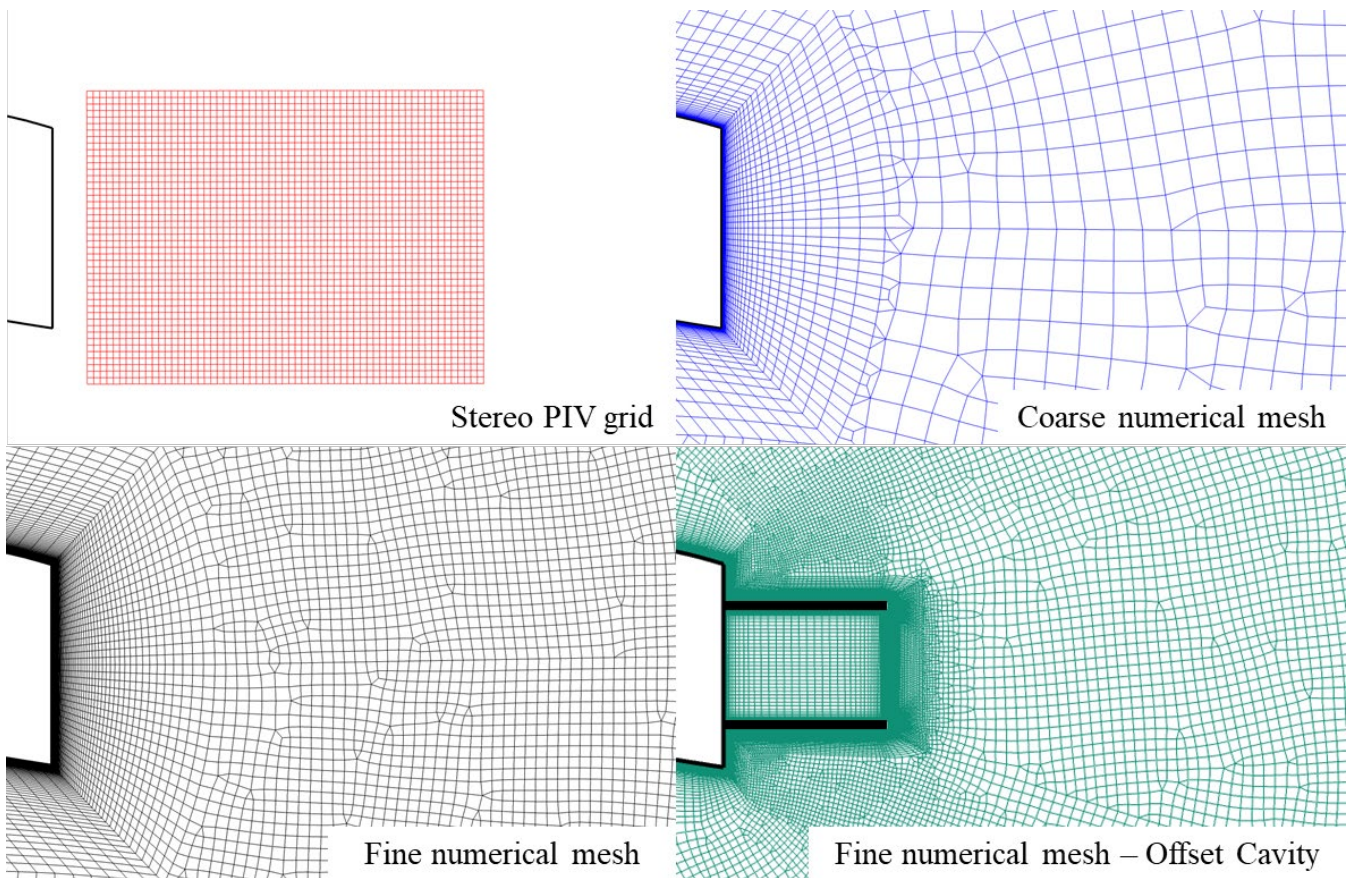 Stereo PIV grid
Coarse numerical mesh
Fine numerical mesh
Fine numerical mesh – Offset Cavity